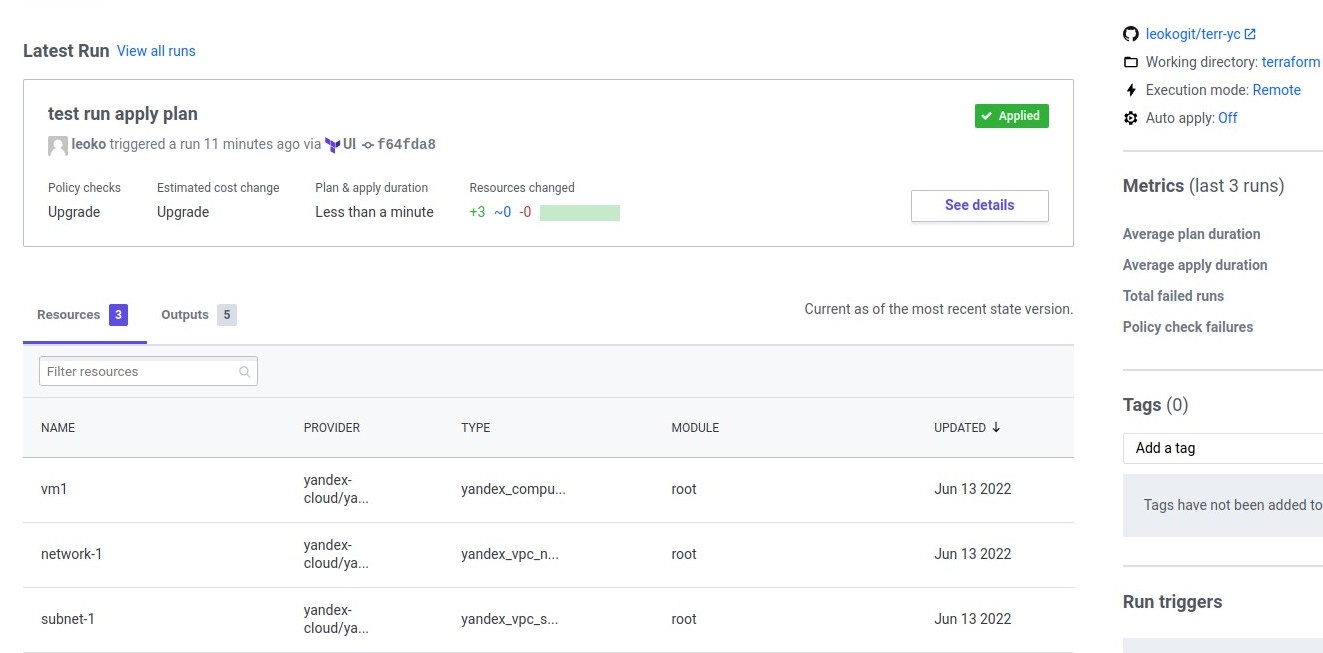 Latest Run View all runs
test run apply plan
Applied
leoko triggered a run 11 minutes ago via UI f64fda8
Policy checks Estimated cost change Plan & apply duration Resources changed
Upgrade Upgrade Less than a minute +3 ~0 -0
See details
Resources 3 Outputs 5
Current as of the most recent state version.
Filter resources
NAME PROVIDER TYPE MODULE UPDATED
vm1 yandex-cloud/ya... yandex_compu... root Jun 13 2022
network-1 yandex-cloud/ya... yandex_vpc_n... root Jun 13 2022
subnet-1 yandex-cloud/ya... yandex_vpc_s... root Jun 13 2022
leokogit/terr-yc
Working directory: terraform
Execution mode: Remote
Auto apply: Off
Metrics (last 3 runs)
Average plan duration
Average apply duration
Total failed runs
Policy check failures
Tags (0)
Add a tag
Tags have not been added to
Run triggers